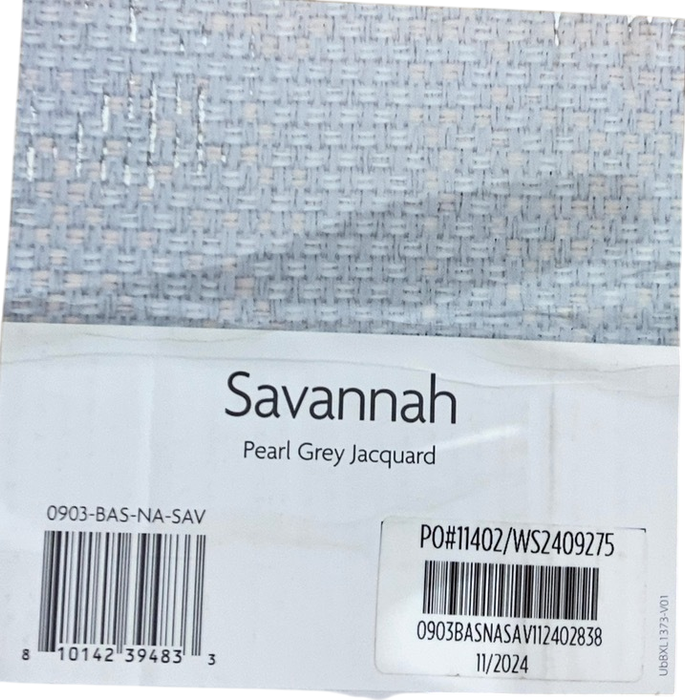 Savannah
Pearl Grey Jacquard
0903-BAS-NA-SAV
8 10142 39483 3
PO#11402/WS2409275
0903BASNASAV112402838
11/2024
UbBXL1373-V01